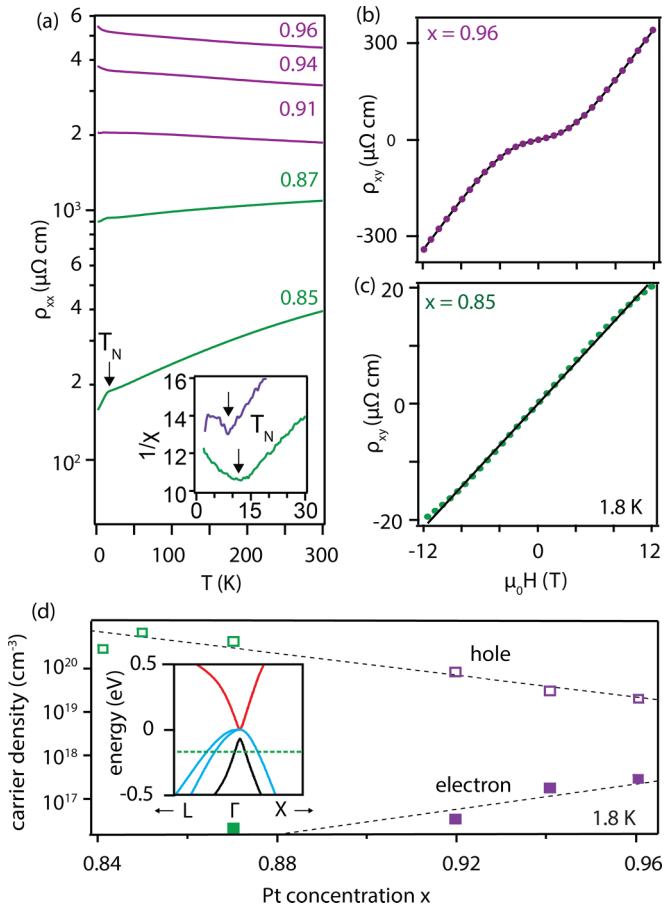 (a)
6
4
2
10³
4
2
10²
ρxx (μΩ cm)
0.96
0.94
0.91
0.87
0.85
TN
16
14
12
10
1/χ
TN
0 15 30
0 100 200 300
T (K)
(b)
x = 0.96
300
0
-300
ρxy (μΩ cm)
(c)
x = 0.85
20
0
-20
ρxy (μΩ cm)
1.8 K
-12 0 12
μ0H (T)
(d)
carrier density (cm⁻³)
10²⁰
10¹⁹
10¹⁸
10¹⁷
hole
electron
1.8 K
0.5
0
-0.5
energy (eV)
← L Γ X →
0.84 0.88 0.92 0.96
Pt concentration x